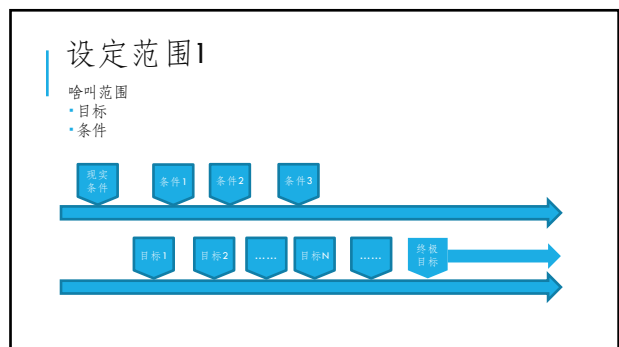 设定范围1
啥叫范围
▪目标
▪条件
现实
条件
条件1
条件2
条件3
目标1
目标2
……
目标N
……
终极
目标